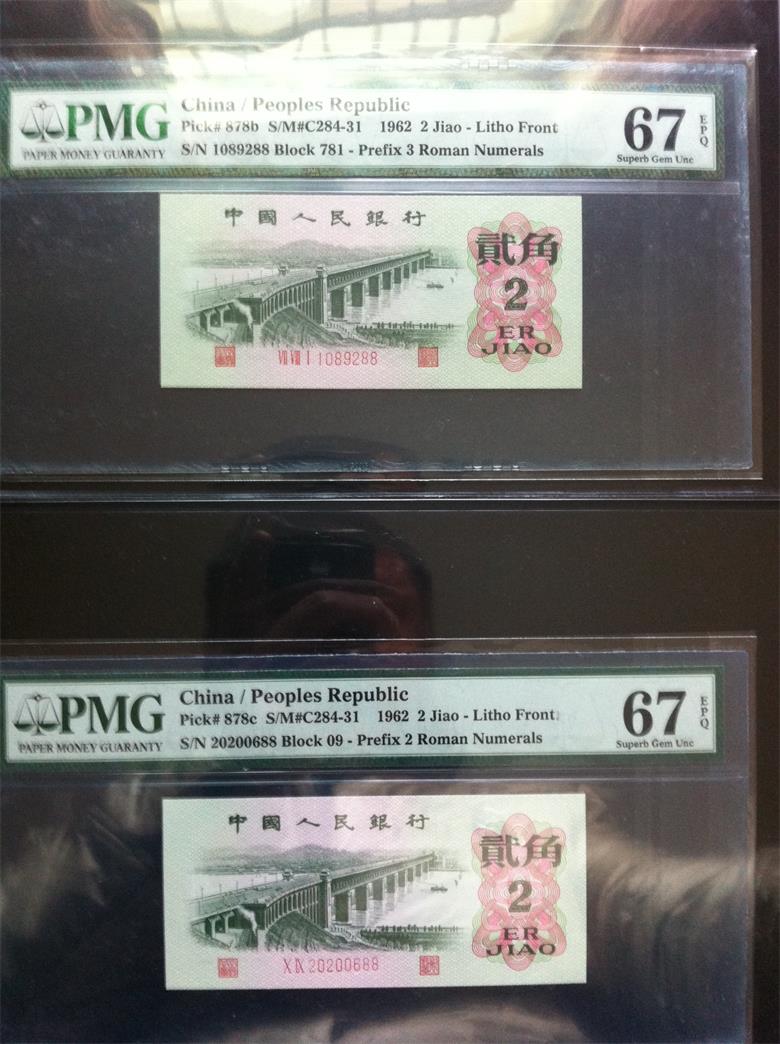 PMG
PAPER MONEY GUARANTY
China / Peoples Republic
Pick# 878b S/M#C284-31 1962 2 Jiao - Litho Front
S/N 1089288 Block 781 - Prefix 3 Roman Numerals
67
EPQ
Superb Gem Unc
中國人民銀行
貳角
2
ER
JIAO
VII VIII I 1089288
PMG
PAPER MONEY GUARANTY
China / Peoples Republic
Pick# 878c S/M#C284-31 1962 2 Jiao - Litho Front
S/N 20200688 Block 09 - Prefix 2 Roman Numerals
67
EPQ
Superb Gem Unc
中國人民銀行
貳角
2
ER
JIAO
X IX 20200688